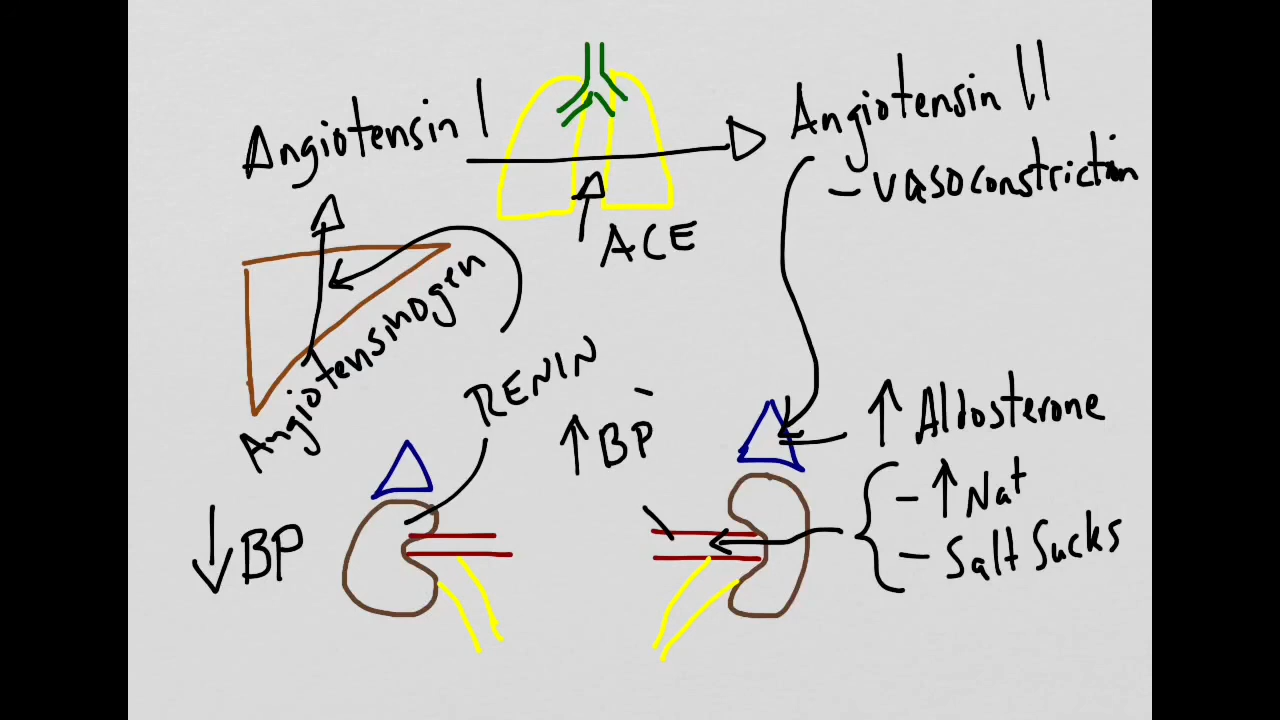 Angiotensin I
Angiotensin II
- vasoconstriction
ACE
Angiotensinogen
RENIN
↑ BP
↑ Aldosterone
- ↑ Na+
- Salt Sucks
↓ BP